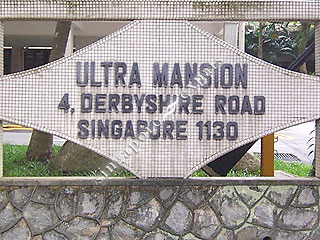 ULTRA MANSION
4, DERBYSHIRE ROAD
SINGAPORE 1130